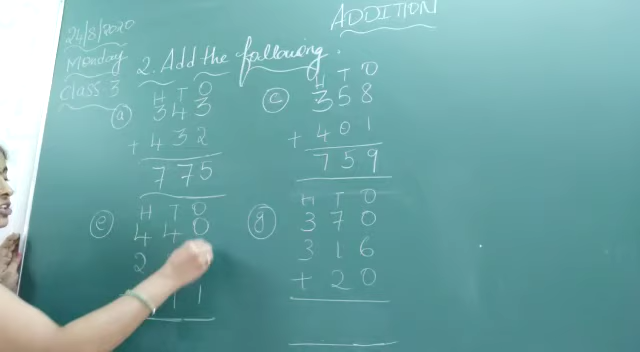 ADDITION
24/8/2020
Monday
Class 3
2. Add the following.
(a)
H T O
3 4 3
+ 4 3 2
7 7 5
(c)
H T O
3 5 8
+ 4 0 1
7 5 9
(e)
H T O
4 4 0
2
1 1
(g)
H T O
3 7 0
3 1 6
+ 2 0